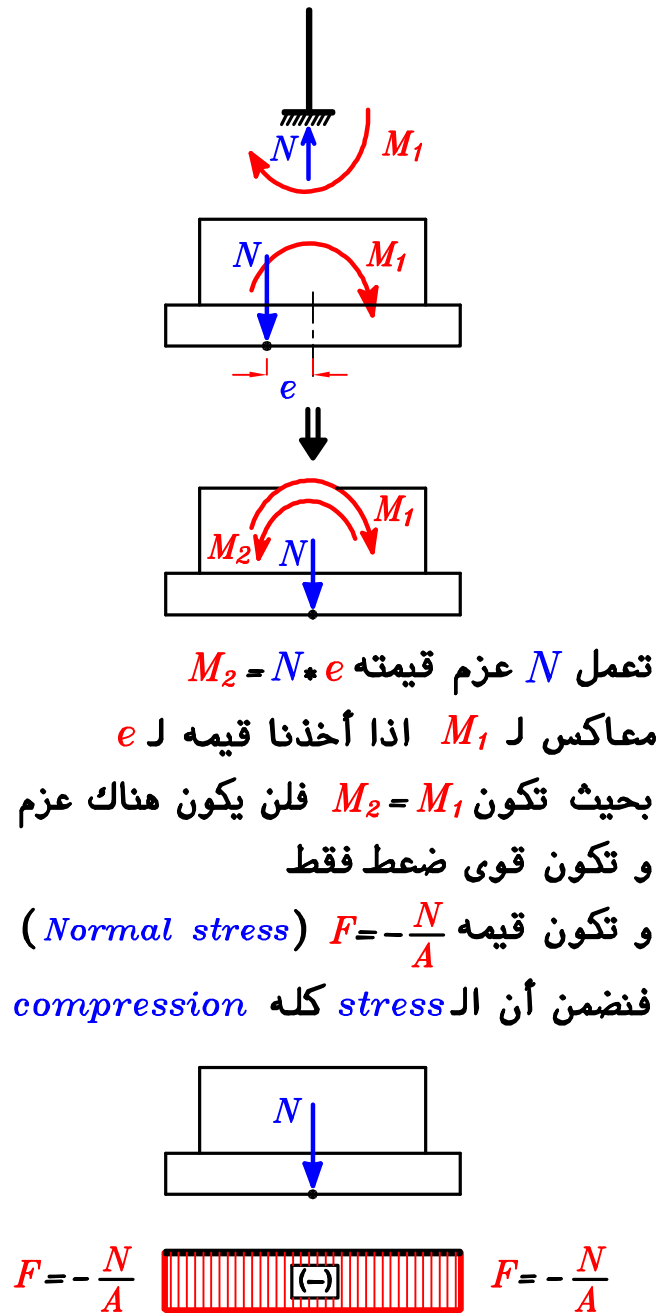 N M₁
N M₁
e
M₂ N M₁
تعمل N عزم قيمته M₂ = N * e
معاكس لـ M₁ اذا أخذنا قيمه لـ e
بحيث تكون M₂ = M₁ فلن يكون هناك عزم
و تكون قوى ضعط فقط
و تكون قيمه F = - N/A (Normal stress)
فنضمن أن الـ stress كله compression
N
F = - N/A (-) F = - N/A